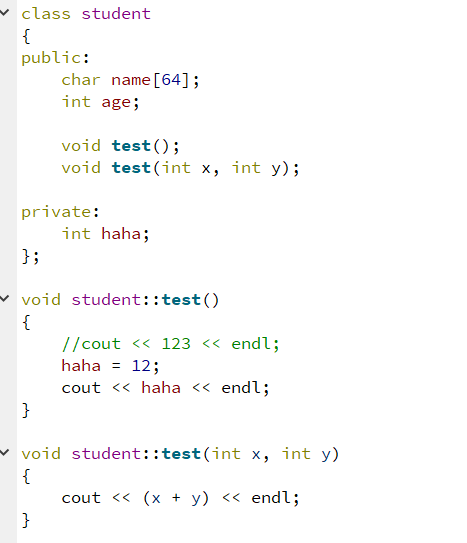 class student
{
public:
    char name[64];
    int age;

    void test();
    void test(int x, int y);

private:
    int haha;
};

void student::test()
{
    //cout << 123 << endl;
    haha = 12;
    cout << haha << endl;
}

void student::test(int x, int y)
{
    cout << (x + y) << endl;
}